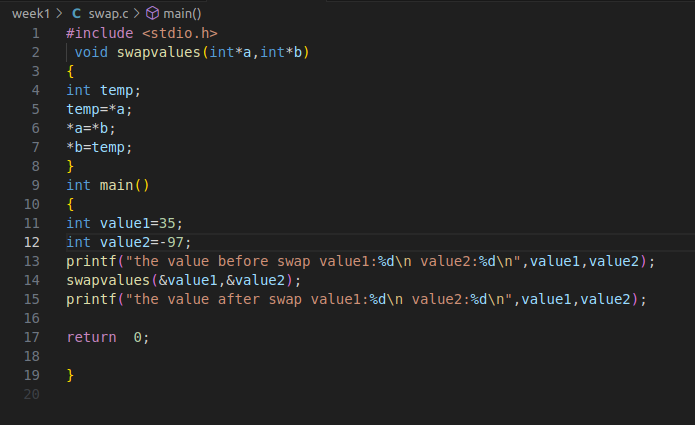 week1 > C swap.c > main()
1 #include <stdio.h>
2 void swapvalues(int*a,int*b)
3 {
4 int temp;
5 temp=*a;
6 *a=*b;
7 *b=temp;
8 }
9 int main()
10 {
11 int value1=35;
12 int value2=-97;
13 printf("the value before swap value1:%d\n value2:%d\n",value1,value2);
14 swapvalues(&value1,&value2);
15 printf("the value after swap value1:%d\n value2:%d\n",value1,value2);
16
17 return  0;
18
19 }
20